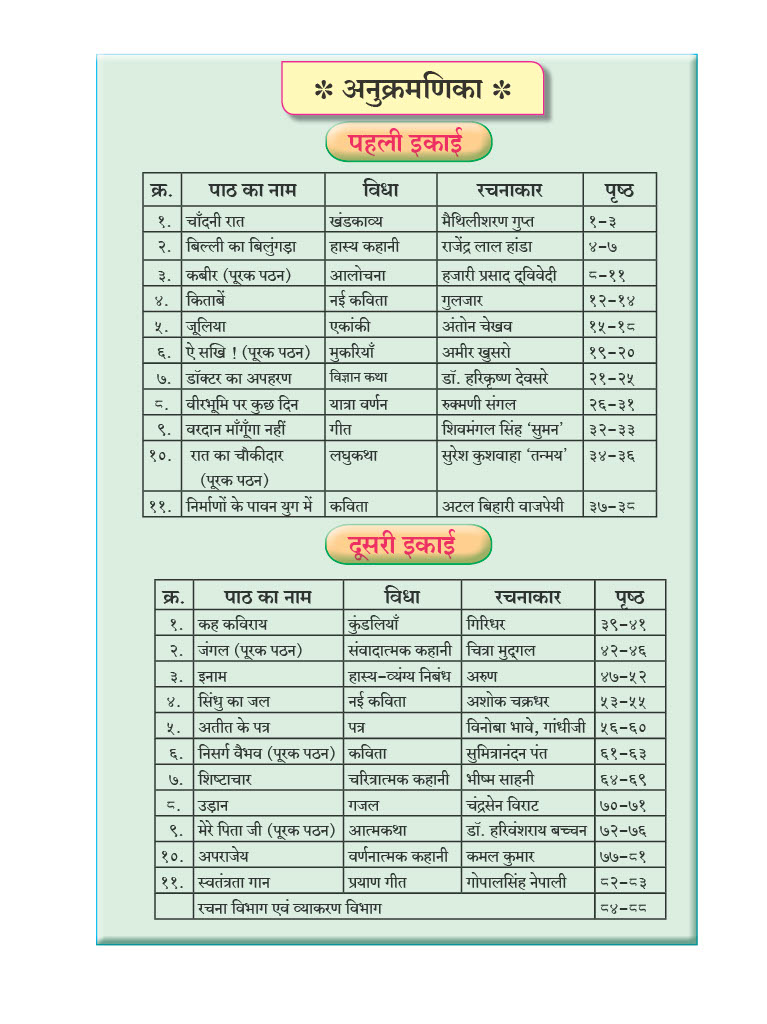 ✽ अनुक्रमणिका ✽
पहली इकाई
क्र. पाठ का नाम विधा रचनाकार पृष्ठ
१. चाँदनी रात खंडकाव्य मैथिलीशरण गुप्त १-३
२. बिल्ली का बिलुंगड़ा हास्य कहानी राजेंद्र लाल हांडा ४-७
३. कबीर (पूरक पठन) आलोचना हजारी प्रसाद द्‌विवेदी ८-११
४. किताबें नई कविता गुलजार १२-१४
५. जूलिया एकांकी अंतोन चेखव १५-१८
६. ऐ सखि ! (पूरक पठन) मुकरियाँ अमीर खुसरो १९-२०
७. डॉक्टर का अपहरण विज्ञान कथा डॉ. हरिकृष्ण देवसरे २१-२५
८. वीरभूमि पर कुछ दिन यात्रा वर्णन रुक्मणी संगल २६-३१
९. वरदान माँगूँगा नहीं गीत शिवमंगल सिंह ‘सुमन’ ३२-३३
१०. रात का चौकीदार लघुकथा सुरेश कुशवाहा ‘तन्मय’ ३४-३६
(पूरक पठन)
११. निर्माणों के पावन युग में कविता अटल बिहारी वाजपेयी ३७-३८
दूसरी इकाई
क्र. पाठ का नाम विधा रचनाकार पृष्ठ
१. कह कविराय कुंडलियाँ गिरिधर ३९-४१
२. जंगल (पूरक पठन) संवादात्मक कहानी चित्रा मुद्‌गल ४२-४६
३. इनाम हास्य-व्यंग्य निबंध अरुण ४७-५२
४. सिंधु का जल नई कविता अशोक चक्रधर ५३-५५
५. अतीत के पत्र पत्र विनोबा भावे, गांधीजी ५६-६०
६. निसर्ग वैभव (पूरक पठन) कविता सुमित्रानंदन पंत ६१-६३
७. शिष्टाचार चरित्रात्मक कहानी भीष्म साहनी ६४-६९
८. उड़ान गजल चंद्रसेन विराट ७०-७१
९. मेरे पिता जी (पूरक पठन) आत्मकथा डॉ. हरिवंशराय बच्चन ७२-७६
१०. अपराजेय वर्णनात्मक कहानी कमल कुमार ७७-८१
११. स्वतंत्रता गान प्रयाण गीत गोपालसिंह नेपाली ८२-८३
रचना विभाग एवं व्याकरण विभाग ८४-८८